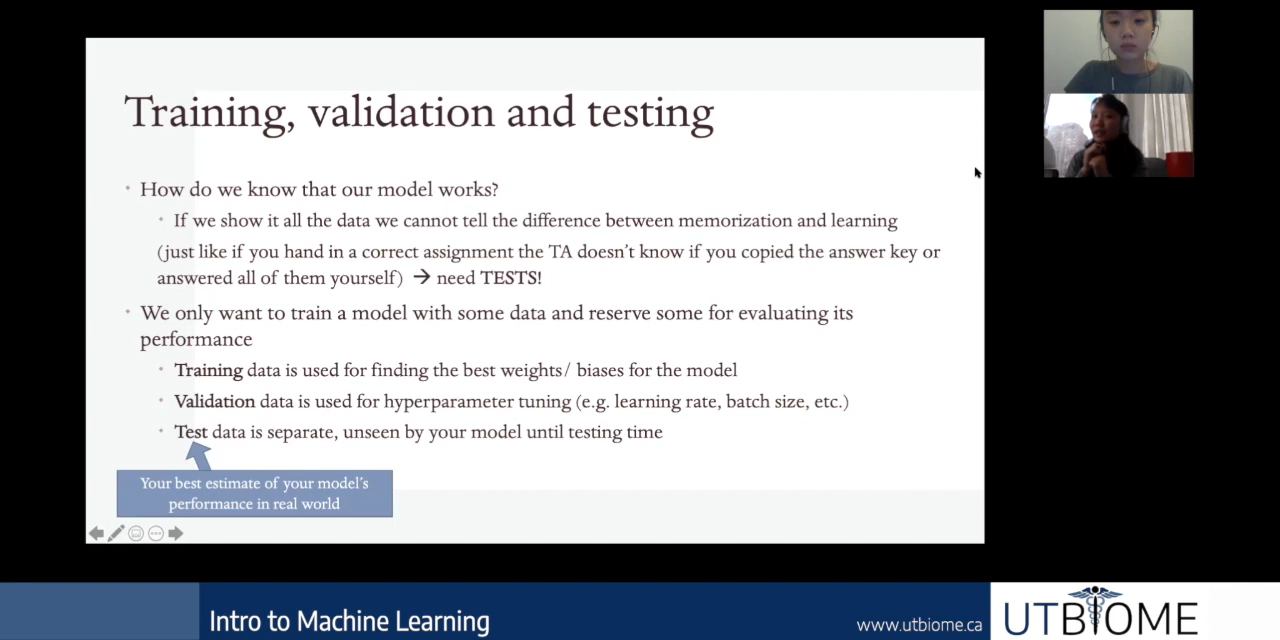 Training, validation and testing
• How do we know that our model works?
• If we show it all the data we cannot tell the difference between memorization and learning
(just like if you hand in a correct assignment the TA doesn't know if you copied the answer key or
answered all of them yourself) → need TESTS!
• We only want to train a model with some data and reserve some for evaluating its
performance
• Training data is used for finding the best weights/ biases for the model
• Validation data is used for hyperparameter tuning (e.g. learning rate, batch size, etc.)
• Test data is separate, unseen by your model until testing time
Your best estimate of your model's
performance in real world
Intro to Machine Learning
www.utbiome.ca
UTBIOME